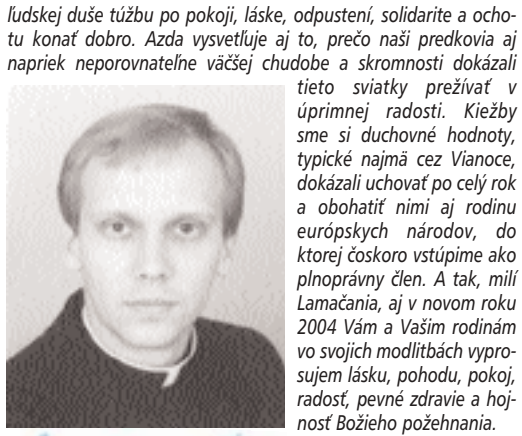 ľudskej duše túžbu po pokoji, láske, odpustení, solidarite a ocho-
tu konať dobro. Azda vysvetľuje aj to, prečo naši predkovia aj
napriek neporovnateľne väčšej chudobe a skromnosti dokázali
tieto sviatky prežívať v
úprimnej radosti. Kiežby
sme si duchovné hodnoty,
typické najmä cez Vianoce,
dokázali uchovať po celý rok
a obohatiť nimi aj rodinu
európskych národov, do
ktorej čoskoro vstúpime ako
plnoprávny člen. A tak, milí
Lamačania, aj v novom roku
2004 Vám a Vašim rodinám
vo svojich modlitbách vypro-
sujem lásku, pohodu, pokoj,
radosť, pevné zdravie a hoj-
nosť Božieho požehnania.